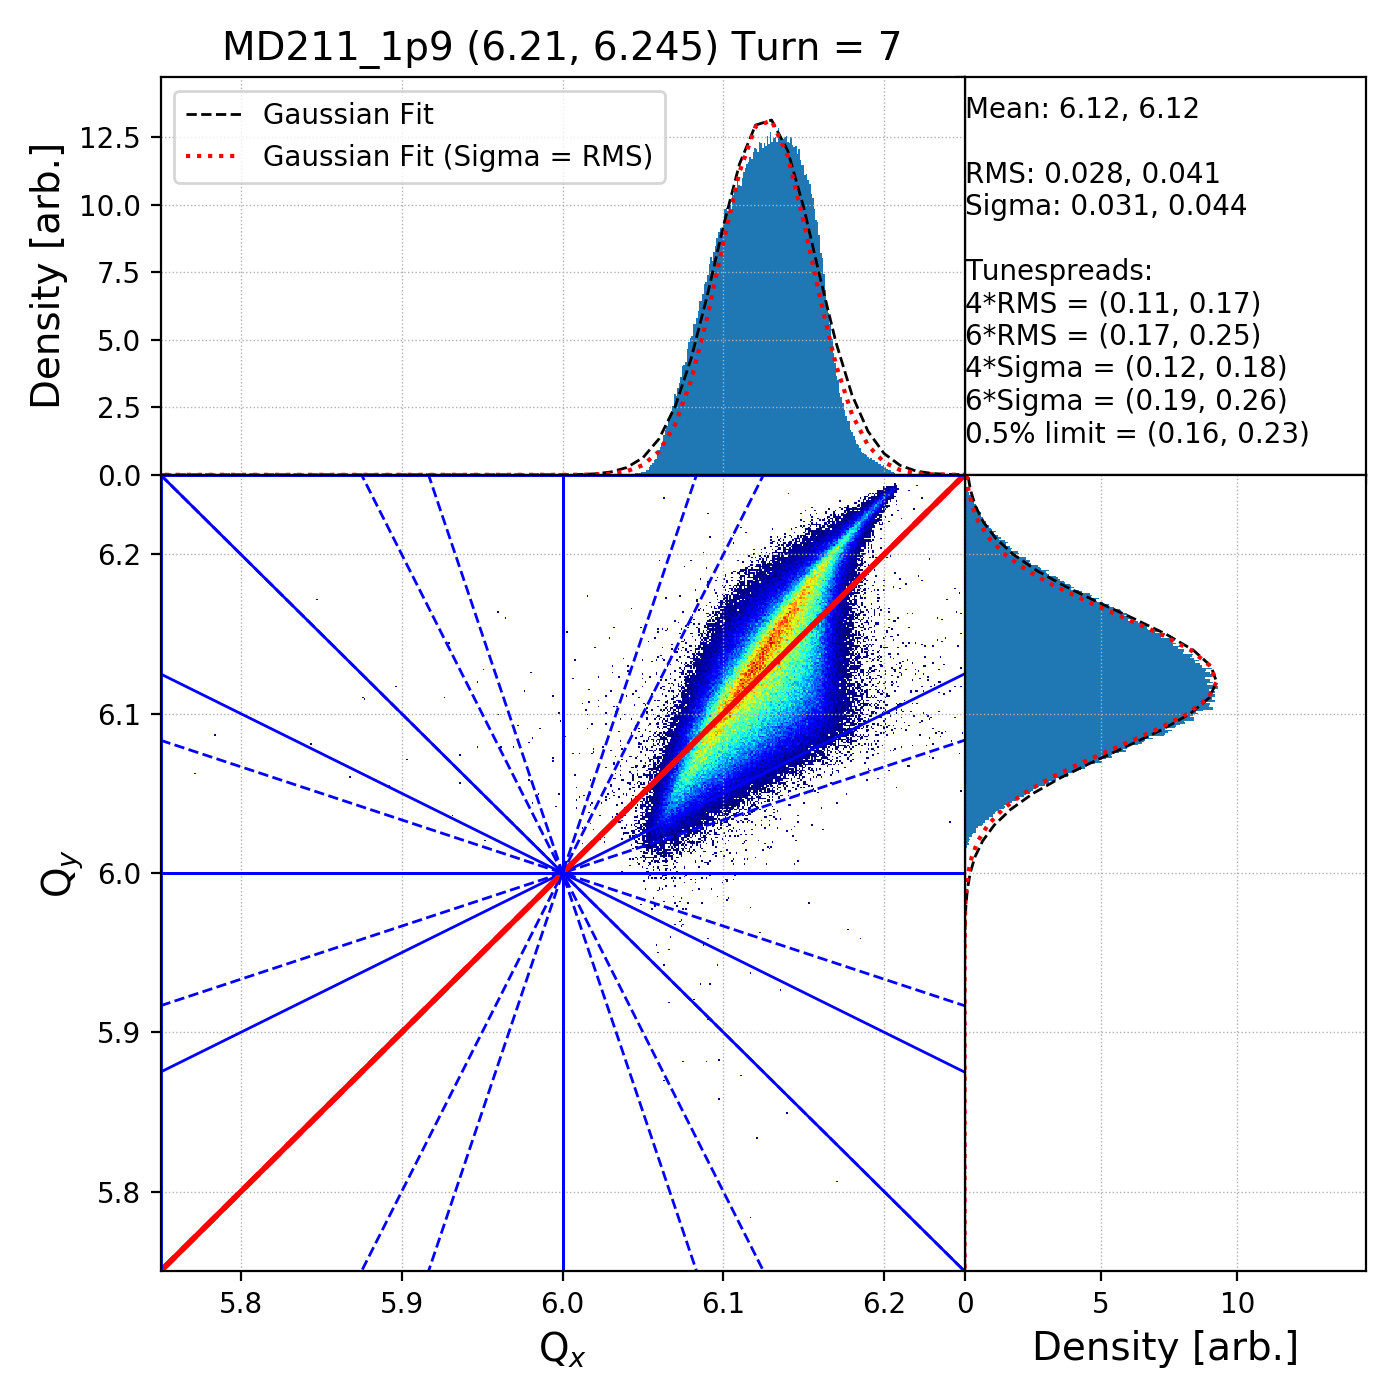 MD211_1p9 (6.21, 6.245) Turn = 7
Gaussian Fit
Gaussian Fit (Sigma = RMS)
Density [arb.]
12.5
10.0
7.5
5.0
2.5
0.0
Mean: 6.12, 6.12
RMS: 0.028, 0.041
Sigma: 0.031, 0.044
Tunespreads:
4*RMS = (0.11, 0.17)
6*RMS = (0.17, 0.25)
4*Sigma = (0.12, 0.18)
6*Sigma = (0.19, 0.26)
0.5% limit = (0.16, 0.23)
Qy
6.2
6.1
6.0
5.9
5.8
5.8 5.9 6.0 6.1 6.2
Qx
0 5 10
Density [arb.]